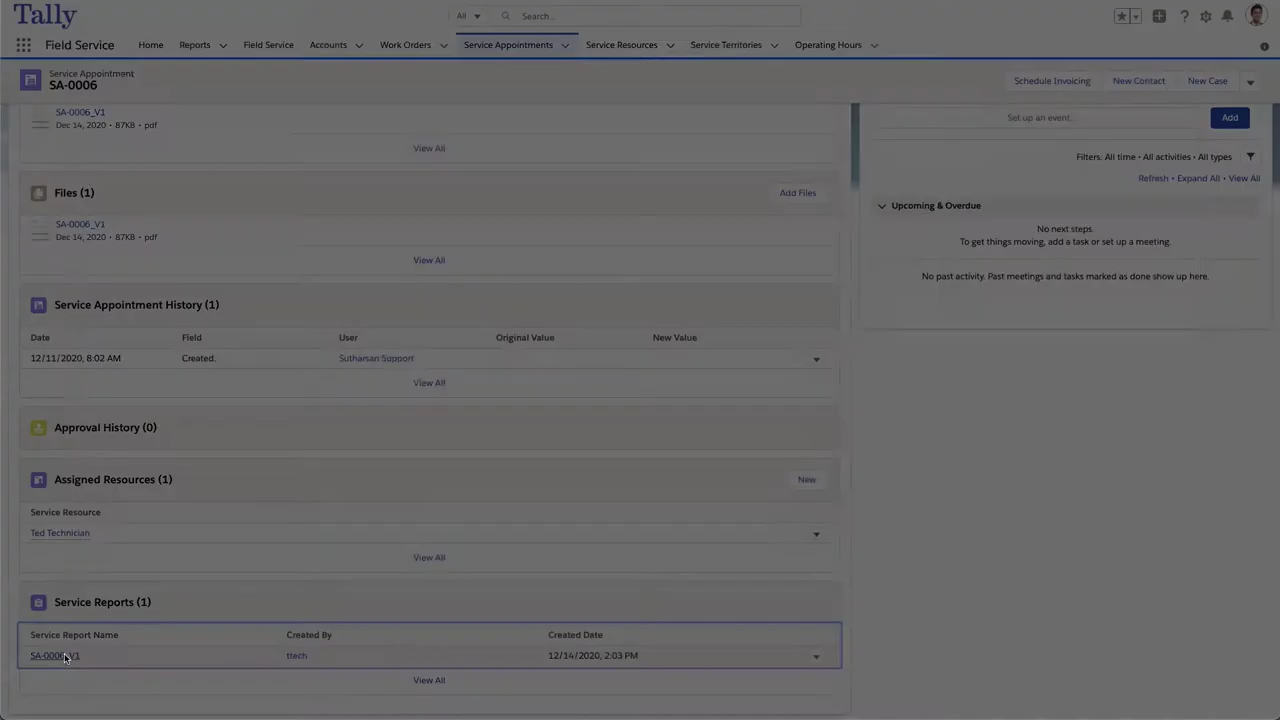 Tally
All
Search...
Field Service
Home
Reports
Field Service
Accounts
Work Orders
Service Appointments
Service Resources
Service Territories
Operating Hours
Service Appointment
SA-0006
Schedule Invoicing
New Contact
New Case
SA-0006_V1
Dec 14, 2020 • 87KB • pdf
View All
Files (1)
Add Files
SA-0006_V1
Dec 14, 2020 • 87KB • pdf
View All
Service Appointment History (1)
Date Field User Original Value New Value
12/11/2020, 8:02 AM Created. Sutharsan Support
View All
Approval History (0)
Assigned Resources (1)
New
Service Resource
Ted Technician
View All
Service Reports (1)
Service Report Name Created By Created Date
SA-0006_V1 ttech 12/14/2020, 2:03 PM
View All
Set up an event...
Add
Filters: All time • All activities • All types
Refresh • Expand All • View All
Upcoming & Overdue
No next steps.
To get things moving, add a task or set up a meeting.
No past activity. Past meetings and tasks marked as done show up here.